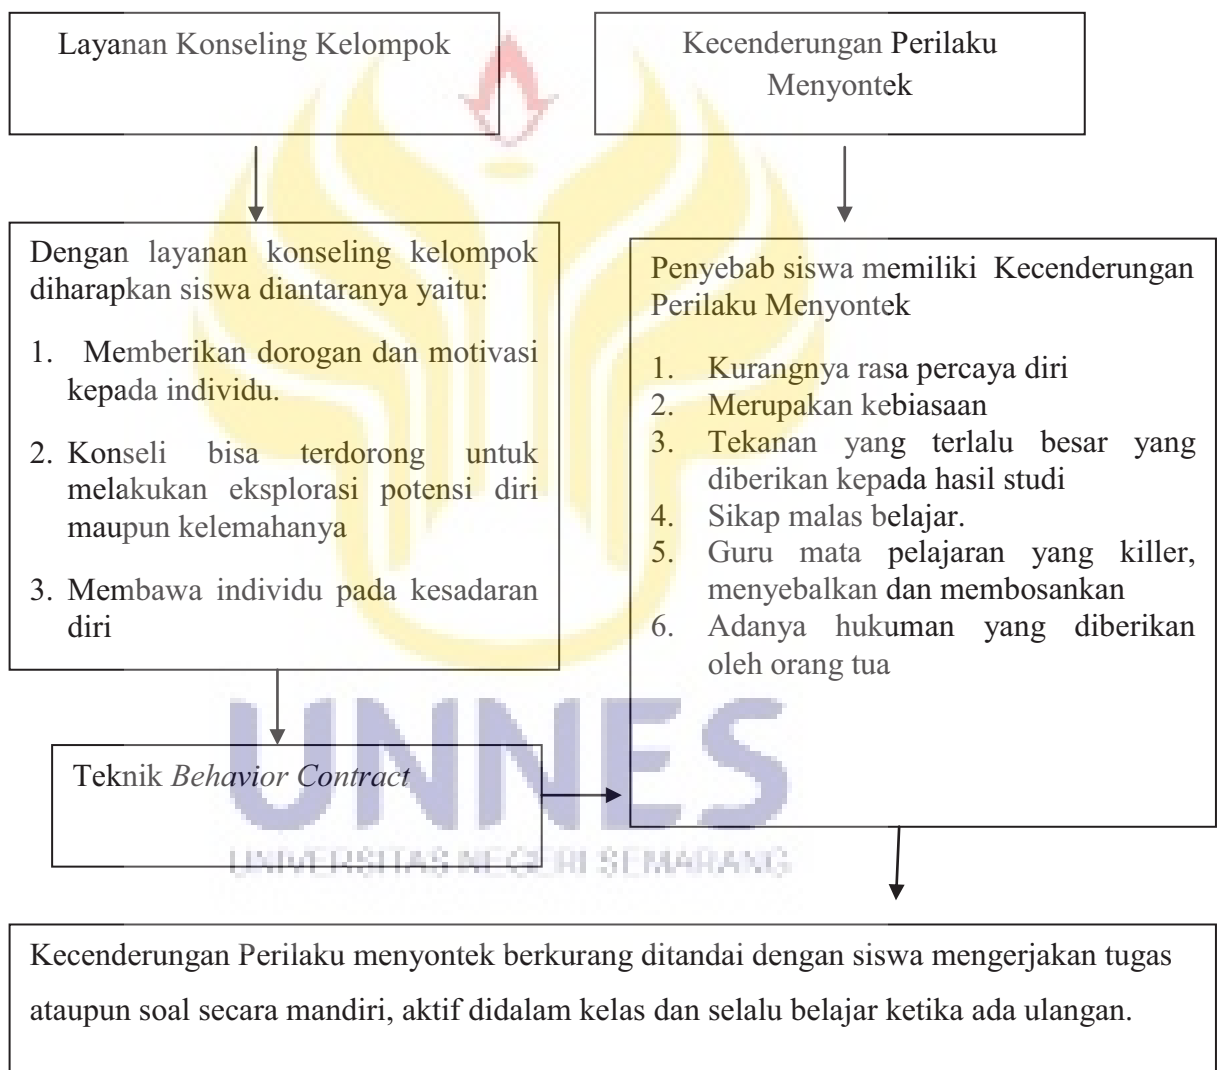 Layanan Konseling Kelompok
Kecenderungan Perilaku
Menyontek
Dengan layanan konseling kelompok
diharapkan siswa diantaranya yaitu:
1. Memberikan dorogan dan motivasi
kepada individu.
2. Konseli bisa terdorong untuk
melakukan eksplorasi potensi diri
maupun kelemahanya
3. Membawa individu pada kesadaran
diri
Penyebab siswa memiliki Kecenderungan
Perilaku Menyontek
1. Kurangnya rasa percaya diri
2. Merupakan kebiasaan
3. Tekanan yang terlalu besar yang
diberikan kepada hasil studi
4. Sikap malas belajar.
5. Guru mata pelajaran yang killer,
menyebalkan dan membosankan
6. Adanya hukuman yang diberikan
oleh orang tua
Teknik Behavior Contract
UNNES
UNIVERSITAS NEGERI SEMARANG
Kecenderungan Perilaku menyontek berkurang ditandai dengan siswa mengerjakan tugas
ataupun soal secara mandiri, aktif didalam kelas dan selalu belajar ketika ada ulangan.